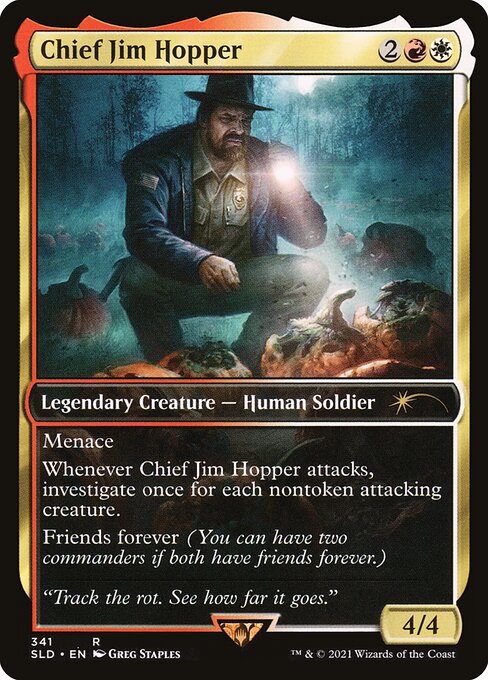 Chief Jim Hopper 2
Legendary Creature — Human Soldier
Menace
Whenever Chief Jim Hopper attacks,
investigate once for each nontoken attacking
creature.
Friends forever (You can have two
commanders if both have friends forever.)
“Track the rot. See how far it goes.”
4/4
341 R
SLD • EN Greg Staples
™ & © 2021 Wizards of the Coast